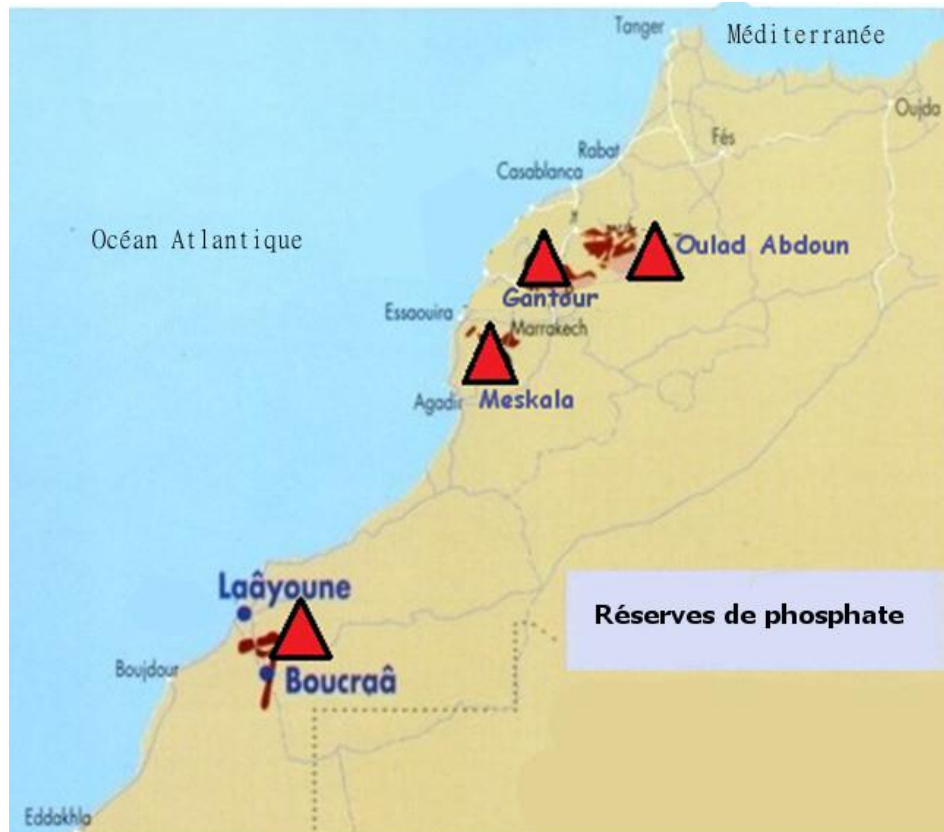 Tanger
Méditerranée
Oujda
Fés
Rabat
Casablanca
Océan Atlantique
Oulad Abdoun
Gantour
Essaouira
Marrakech
Agadir
Meskala
Laâyoune
Réserves de phosphate
Boujdour
Boucraâ
Eddakhla